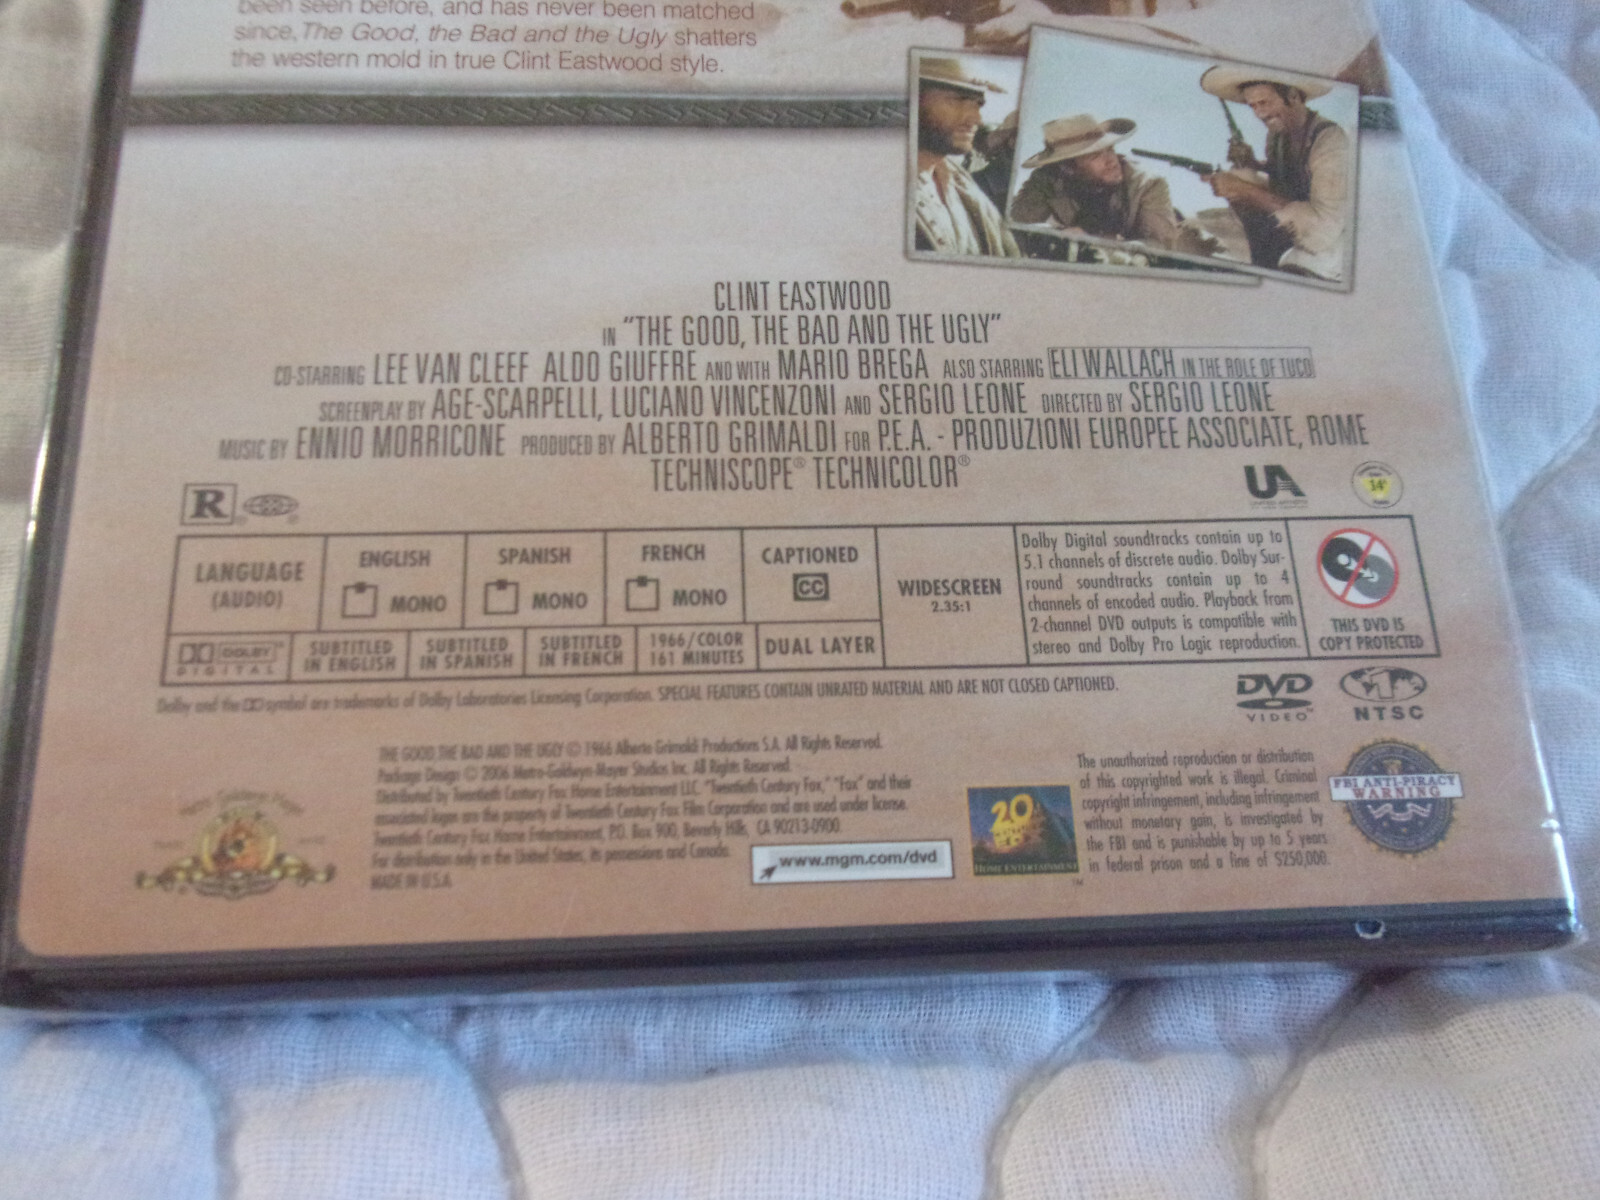 been seen before, and has never been matched
since, The Good, the Bad and the Ugly shatters
the western mold in true Clint Eastwood style.
CLINT EASTWOOD
IN "THE GOOD, THE BAD AND THE UGLY"
CO-STARRING LEE VAN CLEEF ALDO GIUFFRE AND WITH MARIO BREGA ALSO STARRING ELI WALLACH IN THE ROLE OF TUCO
SCREENPLAY BY AGE-SCARPELLI, LUCIANO VINCENZONI AND SERGIO LEONE DIRECTED BY SERGIO LEONE
MUSIC BY ENNIO MORRICONE PRODUCED BY ALBERTO GRIMALDI FOR P.E.A. - PRODUZIONI EUROPEE ASSOCIATE, ROME
TECHNISCOPE® TECHNICOLOR®
R
UA
14
LANGUAGE
(AUDIO)
ENGLISH
MONO
SPANISH
MONO
FRENCH
MONO
CAPTIONED
CC
DOLBY
DIGITAL
SUBTITLED
IN ENGLISH
SUBTITLED
IN SPANISH
SUBTITLED
IN FRENCH
1966/COLOR
161 MINUTES
DUAL LAYER
WIDESCREEN
2.35:1
Dolby Digital soundtracks contain up to
5.1 channels of discrete audio. Dolby Sur-
round soundtracks contain up to 4
channels of encoded audio. Playback from
2-channel DVD outputs is compatible with
stereo and Dolby Pro Logic reproduction.
THIS DVD IS
COPY PROTECTED
Dolby and the DD symbol are trademarks of Dolby Laboratories Licensing Corporation. SPECIAL FEATURES CONTAIN UNRATED MATERIAL AND ARE NOT CLOSED CAPTIONED.
DVD
VIDEO™
1
NTSC
THE GOOD, THE BAD AND THE UGLY © 1966 Alberto Grimaldi Productions S.A. All Rights Reserved.
Package Design © 2006 Metro-Goldwyn-Mayer Studios Inc. All Rights Reserved.
Distributed by Twentieth Century Fox Home Entertainment LLC. "Twentieth Century Fox," "Fox" and their
associated logos are the property of Twentieth Century Fox Film Corporation and are used under license.
Twentieth Century Fox Home Entertainment, P.O. Box 900, Beverly Hills, CA 90213-0900.
For distribution only in the United States, its possessions and Canada.
MADE IN U.S.A.
www.mgm.com/dvd
20
HOME ENTERTAINMENT
™
The unauthorized reproduction or distribution
of this copyrighted work is illegal. Criminal
copyright infringement, including infringement
without monetary gain, is investigated by
the FBI and is punishable by up to 5 years
in federal prison and a fine of $250,000.
FBI ANTI-PIRACY
WARNING